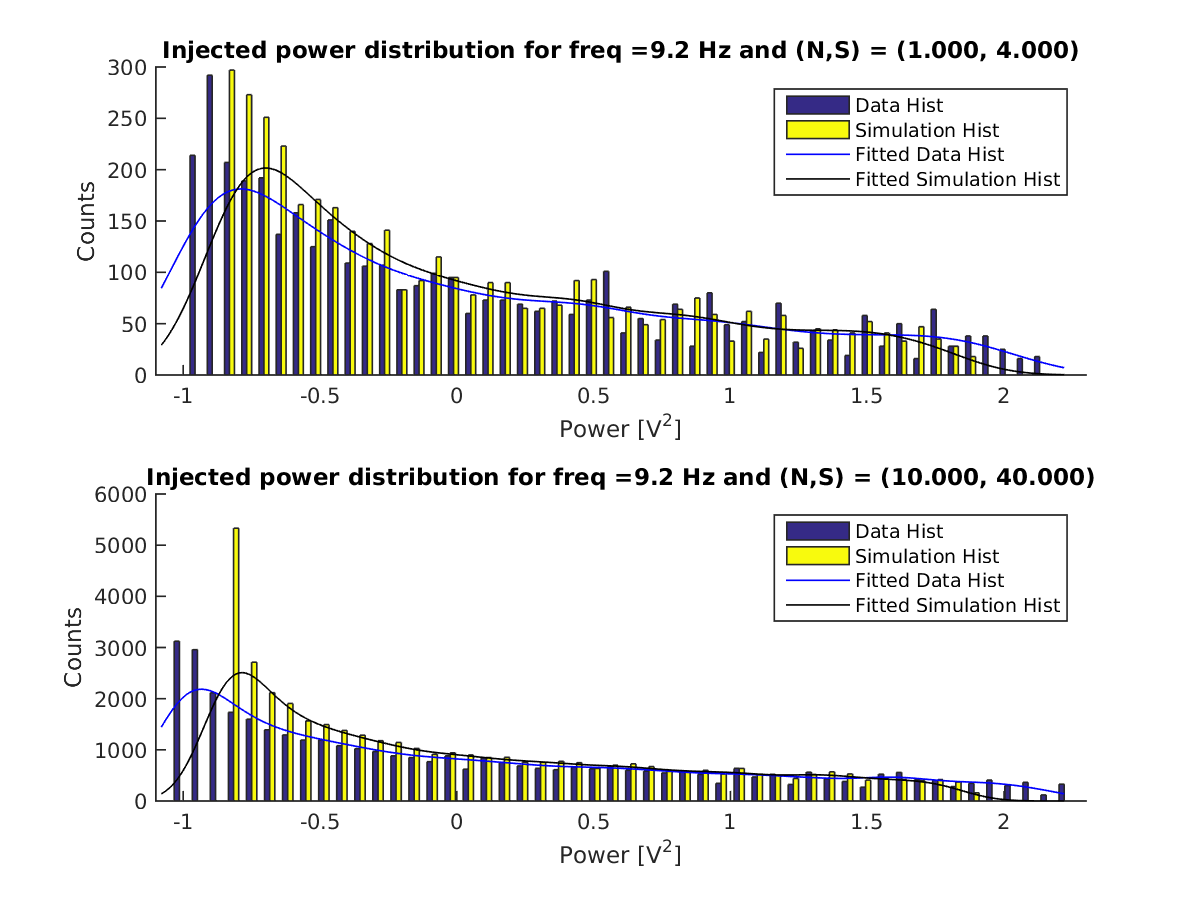 Injected power distribution for freq =9.2 Hz and (N,S) = (1.000, 4.000)
300
250
200
150
100
50
0
Counts
Data Hist
Simulation Hist
Fitted Data Hist
Fitted Simulation Hist
-1 -0.5 0 0.5 1 1.5 2
Power [V²]
Injected power distribution for freq =9.2 Hz and (N,S) = (10.000, 40.000)
6000
5000
4000
3000
2000
1000
0
Counts
Data Hist
Simulation Hist
Fitted Data Hist
Fitted Simulation Hist
-1 -0.5 0 0.5 1 1.5 2
Power [V²]